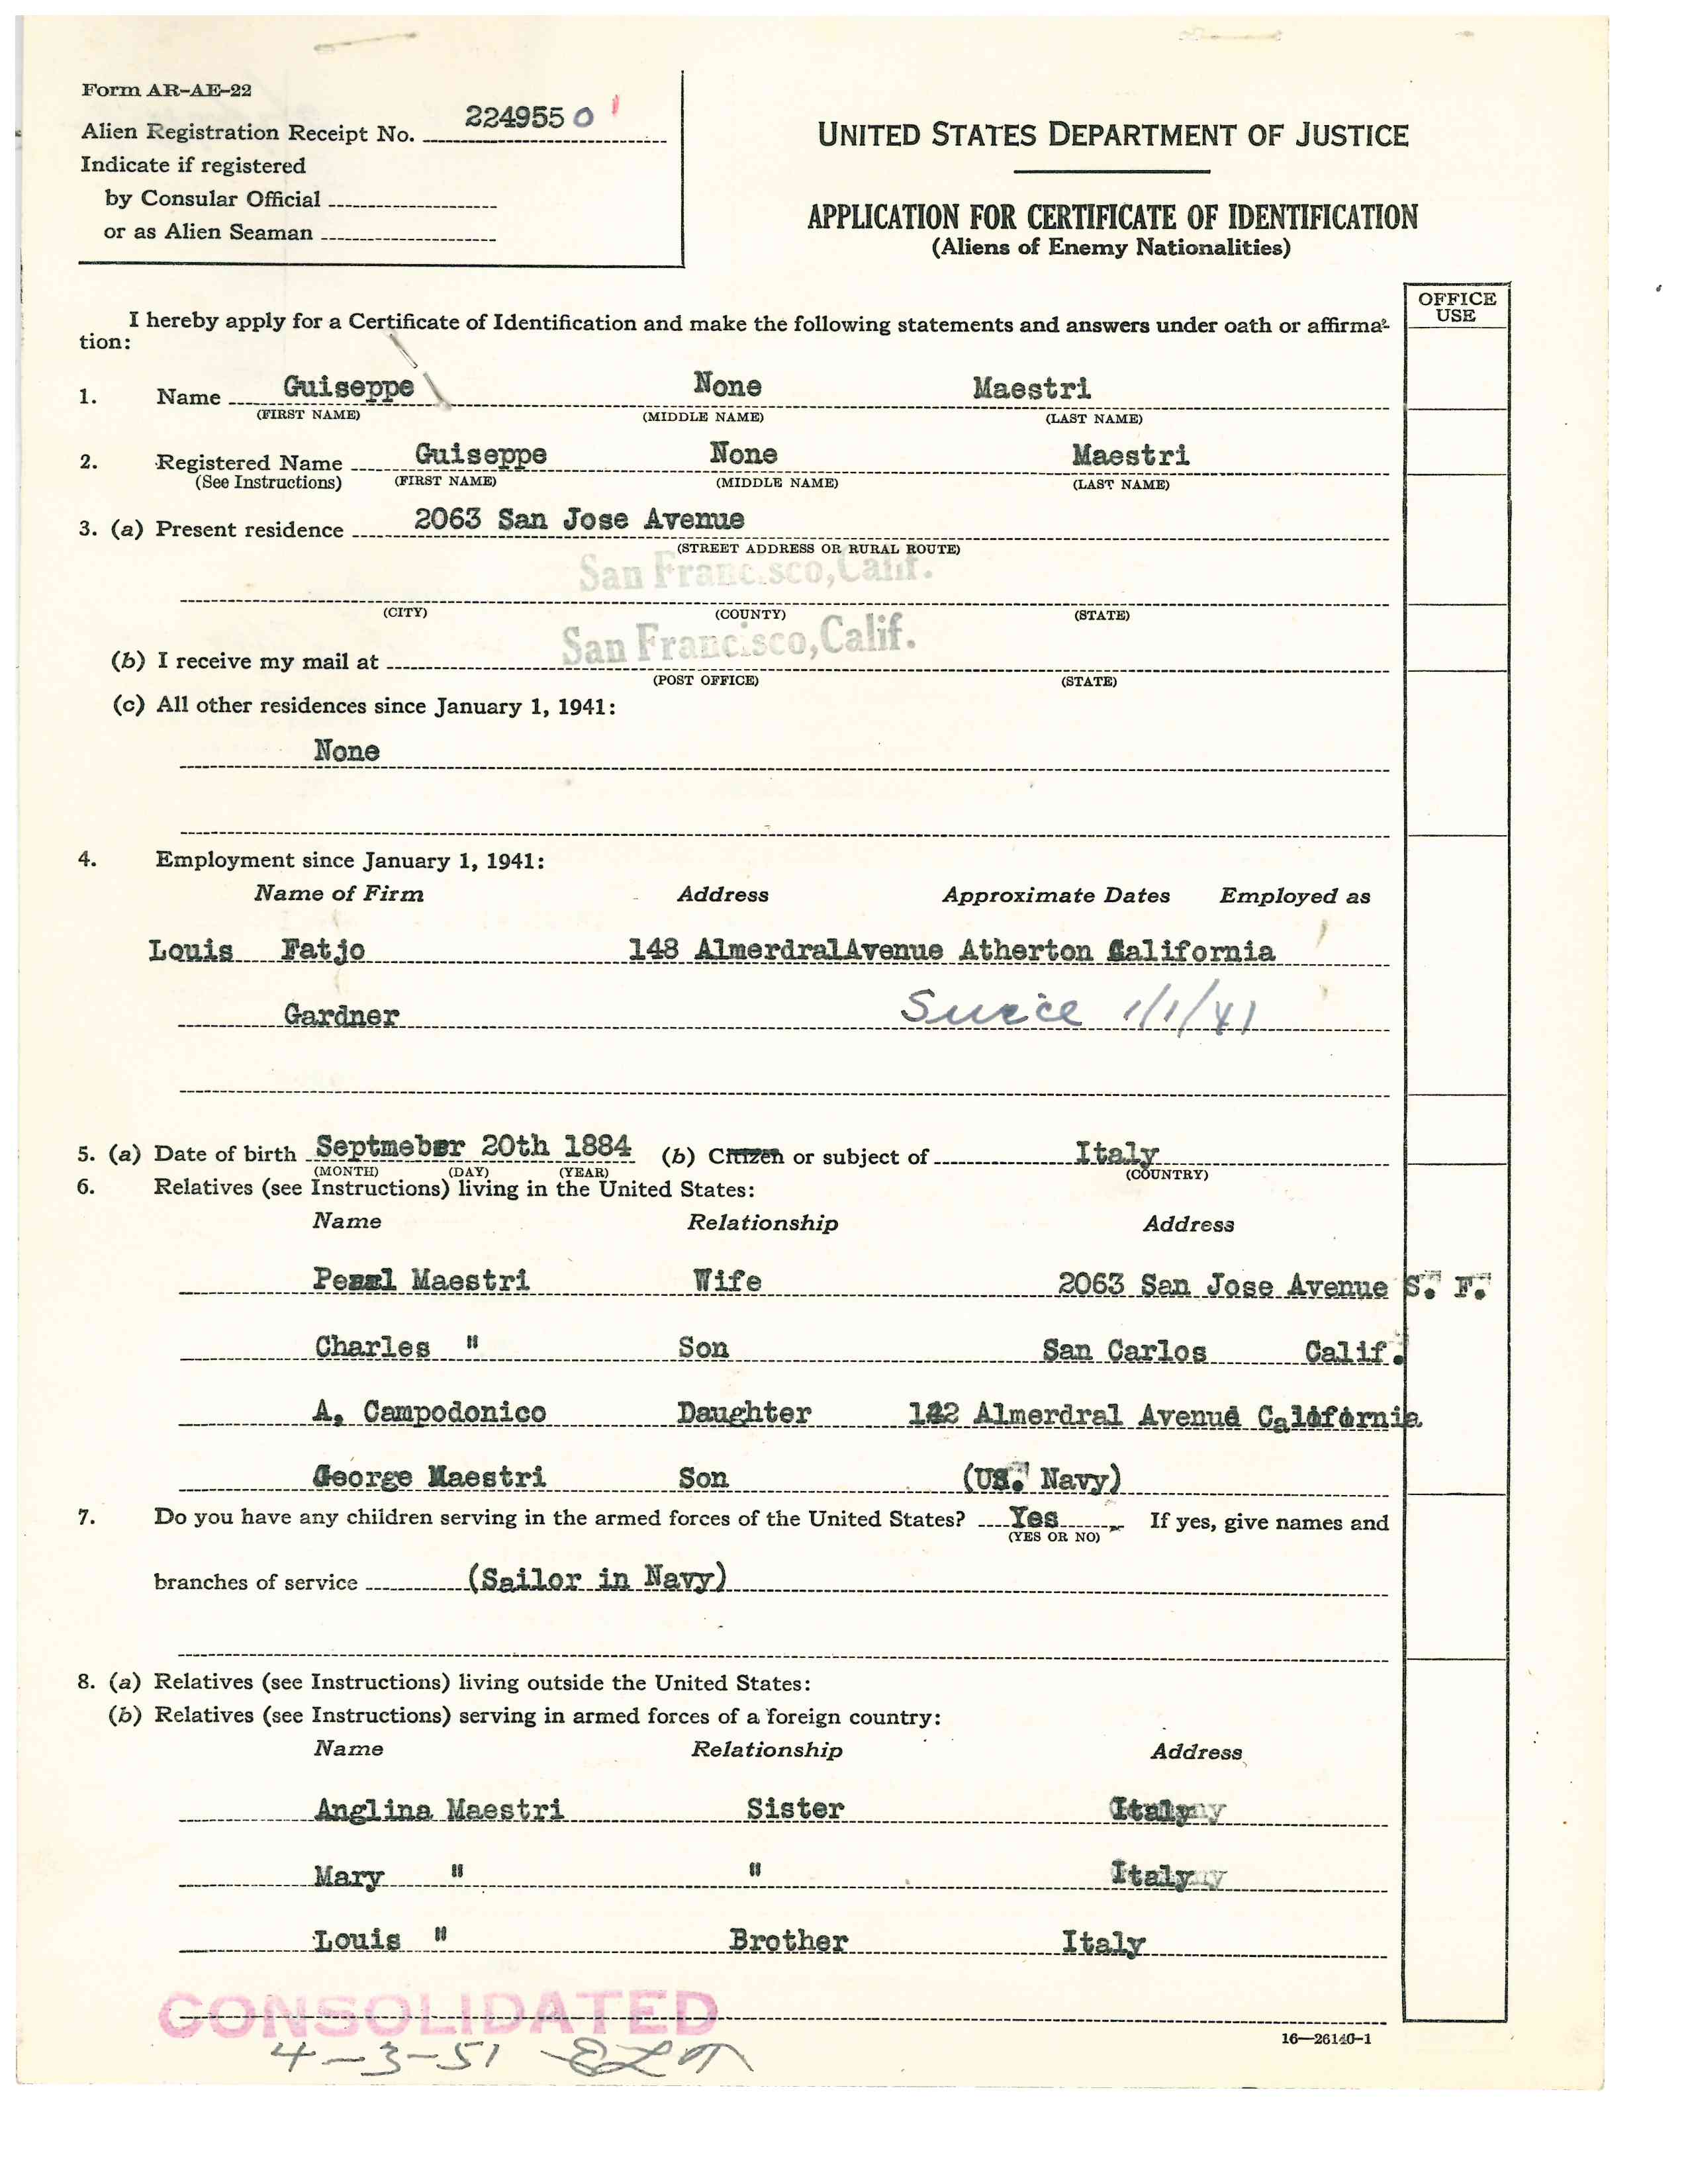 Form AR-AE-22
Alien Registration Receipt No. 2249550
Indicate if registered
by Consular Official
or as Alien Seaman
UNITED STATES DEPARTMENT OF JUSTICE
APPLICATION FOR CERTIFICATE OF IDENTIFICATION
(Aliens of Enemy Nationalities)
OFFICE
USE
I hereby apply for a Certificate of Identification and make the following statements and answers under oath or affirma-
tion:
1. Name Guiseppe None Maestri
(FIRST NAME) (MIDDLE NAME) (LAST NAME)
2. Registered Name Guiseppe None Maestri
(See Instructions) (FIRST NAME) (MIDDLE NAME) (LAST NAME)
3. (a) Present residence 2063 San Jose Avenue
(STREET ADDRESS OR RURAL ROUTE)
San Francisco, Calif.
(CITY) (COUNTY) (STATE)
(b) I receive my mail at San Francisco, Calif.
(POST OFFICE) (STATE)
(c) All other residences since January 1, 1941:
None
4. Employment since January 1, 1941:
Name of Firm Address Approximate Dates Employed as
Louis Fatjo 148 AlmerdralAvenue Atherton California
Gardner Since 1/1/41
5. (a) Date of birth Septmeber 20th 1884 (b) Citizen or subject of Italy
(MONTH) (DAY) (YEAR) (COUNTRY)
6. Relatives (see Instructions) living in the United States:
Name Relationship Address
Pearl Maestri Wife 2063 San Jose Avenue S. F.
Charles " Son San Carlos Calif.
A. Campodonico Daughter Almerdral Avenue California
George Maestri Son (US. Navy)
7. Do you have any children serving in the armed forces of the United States? Yes If yes, give names and
(YES OR NO)
branches of service (Sailor in Navy)
8. (a) Relatives (see Instructions) living outside the United States:
(b) Relatives (see Instructions) serving in armed forces of a foreign country:
Name Relationship Address
Anglina Maestri Sister Italy
Mary " " Italy
Louis " Brother Italy
CONSOLIDATED
16—26140-1
4-3-51